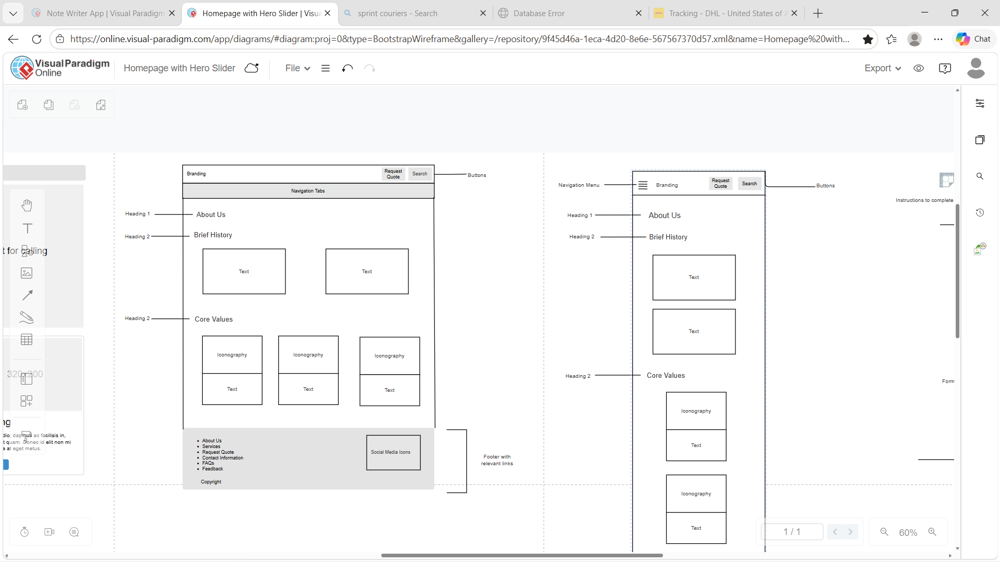 Note Writer App | Visual Paradigm
Homepage with Hero Slider | Visua
sprint couriers - Search
Database Error
Tracking - DHL - United States of A
https://online.visual-paradigm.com/app/diagrams/#diagram:proj=0&type=BootstrapWireframe&gallery=/repository/9f45d46a-1eca-4d20-8e6e-567567370d57.xml&name=Homepage%20with...
Chat
Visual Paradigm
Online
Homepage with Hero Slider
File
Export
Branding
Request
Quote
Search
Buttons
Navigation Tabs
Heading 1
About Us
Heading 2
Brief History
Text
Text
Heading 2
Core Values
Iconography
Iconography
Iconography
Text
Text
Text
About Us
Services
Request Quote
Contact Information
FAQs
Feedback
Copyright
Social Media Icons
Footer with
relevant links
Navigation Menu
Branding
Request
Quote
Search
Buttons
Heading 1
About Us
Heading 2
Brief History
Text
Text
Heading 2
Core Values
Iconography
Text
Iconography
Text
Instructions to complete
Form
t for calling
320x200
ng
dio, dapibus ac facilisis in,
t quam. Donec id elit non mi
a at eget metus.
1 / 1
60%